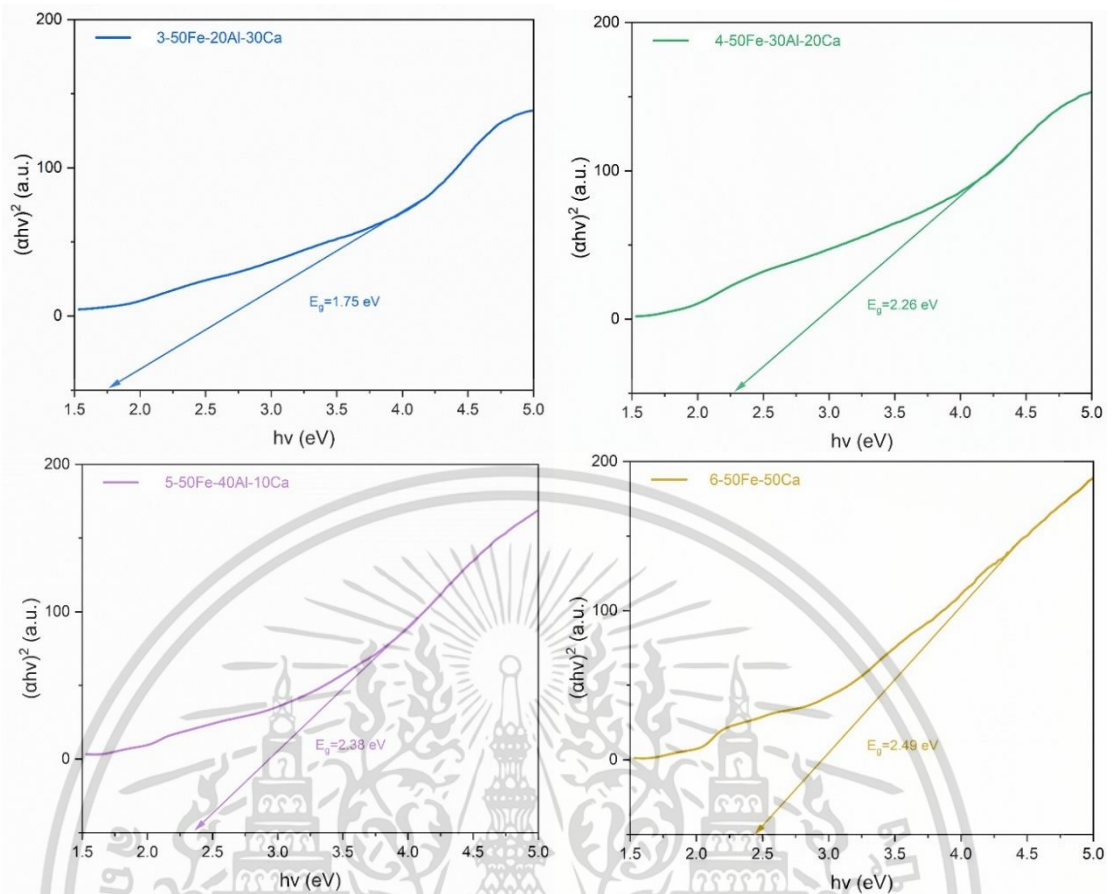 200
3-50Fe-20Al-30Ca
(αhν)² (a.u.)
100
0
E_g=1.75 eV
1.5 2.0 2.5 3.0 3.5 4.0 4.5 5.0
hν (eV)
200
4-50Fe-30Al-20Ca
(αhν)² (a.u.)
100
0
E_g=2.26 eV
1.5 2.0 2.5 3.0 3.5 4.0 4.5 5.0
hν (eV)
200
5-50Fe-40Al-10Ca
(αhν)² (a.u.)
100
0
E_g=2.38 eV
1.5 2.0 2.5 3.0 3.5 4.0 4.5 5.0
hν (eV)
200
6-50Fe-50Ca
(αhν)² (a.u.)
100
0
E_g=2.49 eV
1.5 2.0 2.5 3.0 3.5 4.0 4.5 5.0
hν (eV)